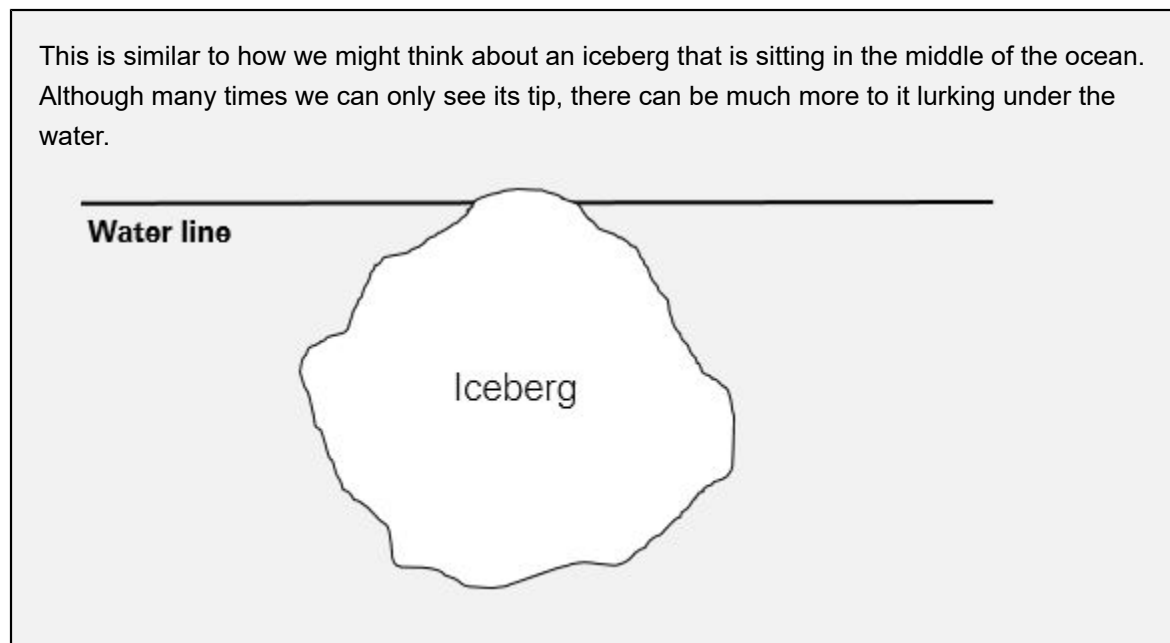 This is similar to how we might think about an iceberg that is sitting in the middle of the ocean.
Although many times we can only see its tip, there can be much more to it lurking under the
water.
Water line
Iceberg